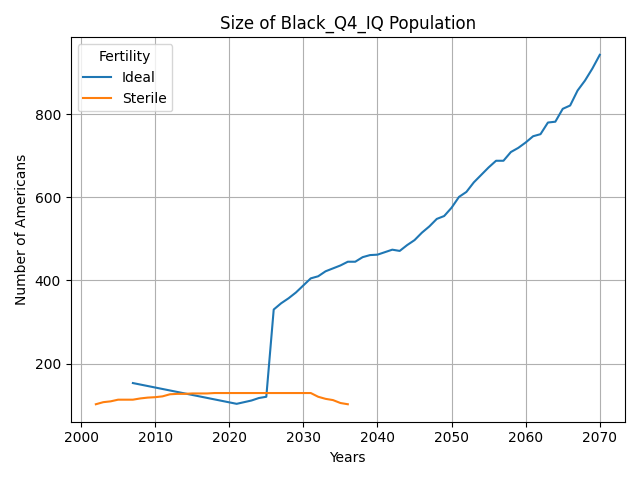 Size of Black_Q4_IQ Population
Fertility
Ideal
Sterile
Number of Americans
800
600
400
200
2000 2010 2020 2030 2040 2050 2060 2070
Years